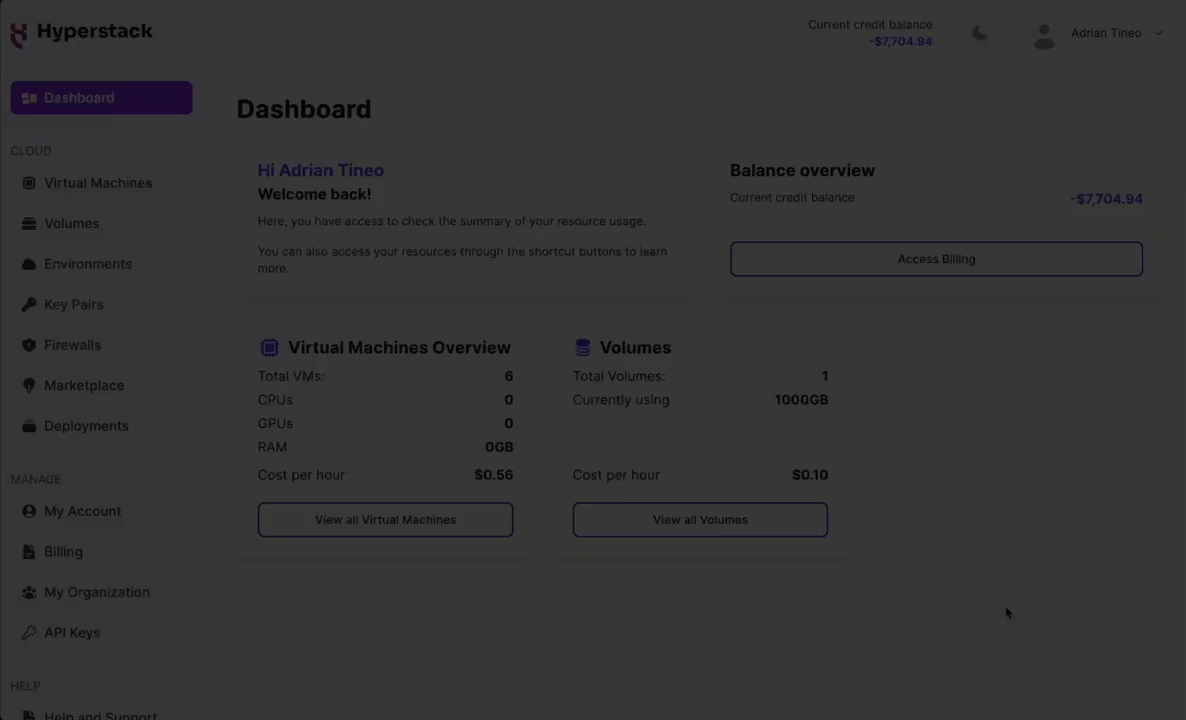 Hyperstack
Current credit balance
-$7,704.94
Adrian Tineo
Dashboard
CLOUD
Virtual Machines
Volumes
Environments
Key Pairs
Firewalls
Marketplace
Deployments
MANAGE
My Account
Billing
My Organization
API Keys
HELP
Help and Support
Dashboard
Hi Adrian Tineo
Welcome back!
Here, you have access to check the summary of your resource usage.
You can also access your resources through the shortcut buttons to learn
more.
Balance overview
Current credit balance -$7,704.94
Access Billing
Virtual Machines Overview
Total VMs: 6
CPUs 0
GPUs 0
RAM 0GB
Cost per hour $0.56
View all Virtual Machines
Volumes
Total Volumes: 1
Currently using 1000GB
Cost per hour $0.10
View all Volumes